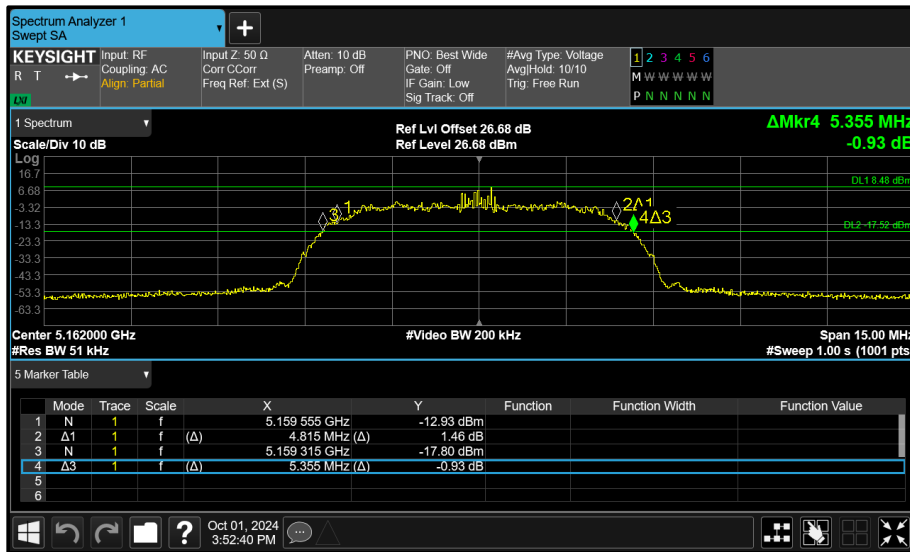 Spectrum Analyzer 1
Swept SA
+
KEYSIGHT
R T
LXI
Input: RF
Coupling: AC
Align: Partial
Input Z: 50 Ω
Corr CCorr
Freq Ref: Ext (S)
Atten: 10 dB
Preamp: Off
PNO: Best Wide
Gate: Off
IF Gain: Low
Sig Track: Off
#Avg Type: Voltage
Avg|Hold: 10/10
Trig: Free Run
1 2 3 4 5 6
M W W W W W
P N N N N N
1 Spectrum
Scale/Div 10 dB
Ref Lvl Offset 26.68 dB
Ref Level 26.68 dBm
ΔMkr4 5.355 MHz
-0.93 dB
Log
16.7
6.68
-3.32
-13.3
-23.3
-33.3
-43.3
-53.3
-63.3
DL1 8.48 dBm
DL2 -17.52 dBm
3
1
2Δ1
4Δ3
Center 5.162000 GHz
#Video BW 200 kHz
Span 15.00 MHz
#Res BW 51 kHz
#Sweep 1.00 s (1001 pts
5 Marker Table
Mode Trace Scale X Y Function Function Width Function Value
1 N 1 f 5.159 555 GHz -12.93 dBm
2 Δ1 1 f (Δ) 4.815 MHz (Δ) 1.46 dB
3 N 1 f 5.159 315 GHz -17.80 dBm
4 Δ3 1 f (Δ) 5.355 MHz (Δ) -0.93 dB
5
6
?
Oct 01, 2024
3:52:40 PM